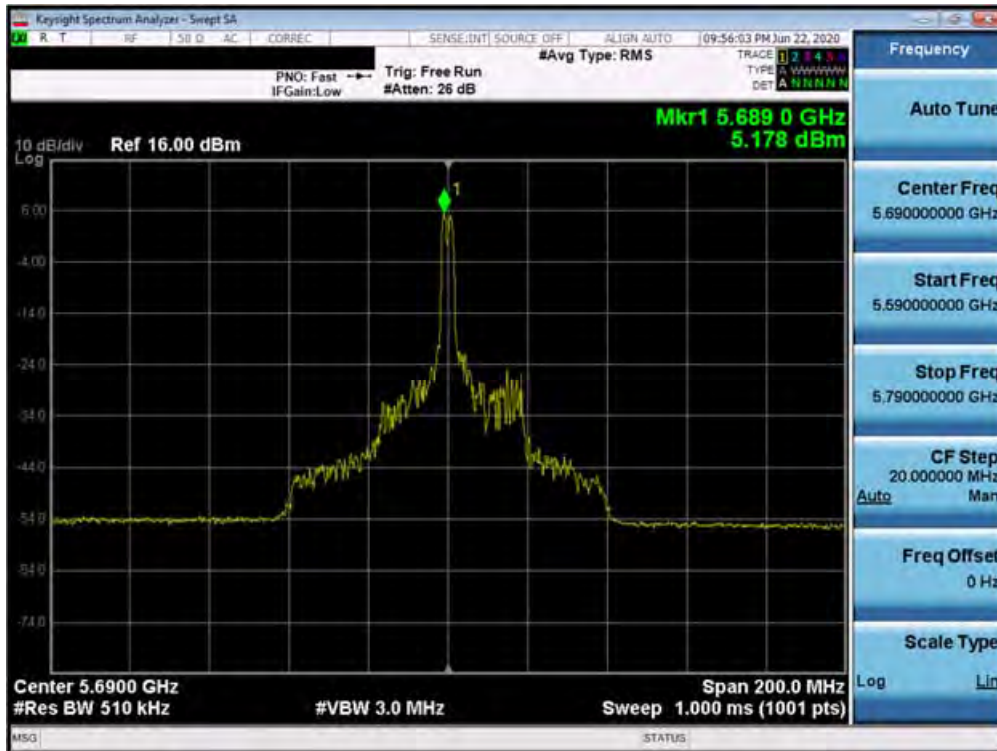 Keysight Spectrum Analyzer - Swept SA
LXI R T RF 50 Ω AC CORREC SENSE:INT SOURCE OFF ALIGN AUTO 09:56:03 PM Jun 22, 2020
#Avg Type: RMS
TRACE 1 2 3 4 5 6
PNO: Fast Trig: Free Run
TYPE A WWWWW
IFGain:Low #Atten: 26 dB
DET A N N N N N
Mkr1 5.689 0 GHz
5.178 dBm
10 dB/div Ref 16.00 dBm
Log
1
6.00
-4.00
-14.0
-24.0
-34.0
-44.0
-54.0
-64.0
-74.0
Center 5.6900 GHz Span 200.0 MHz
#Res BW 510 kHz #VBW 3.0 MHz Sweep 1.000 ms (1001 pts)
MSG STATUS
Frequency
Auto Tune
Center Freq
5.690000000 GHz
Start Freq
5.590000000 GHz
Stop Freq
5.790000000 GHz
CF Step
20.000000 MHz
Auto Man
Freq Offset
0 Hz
Scale Type
Log Lin